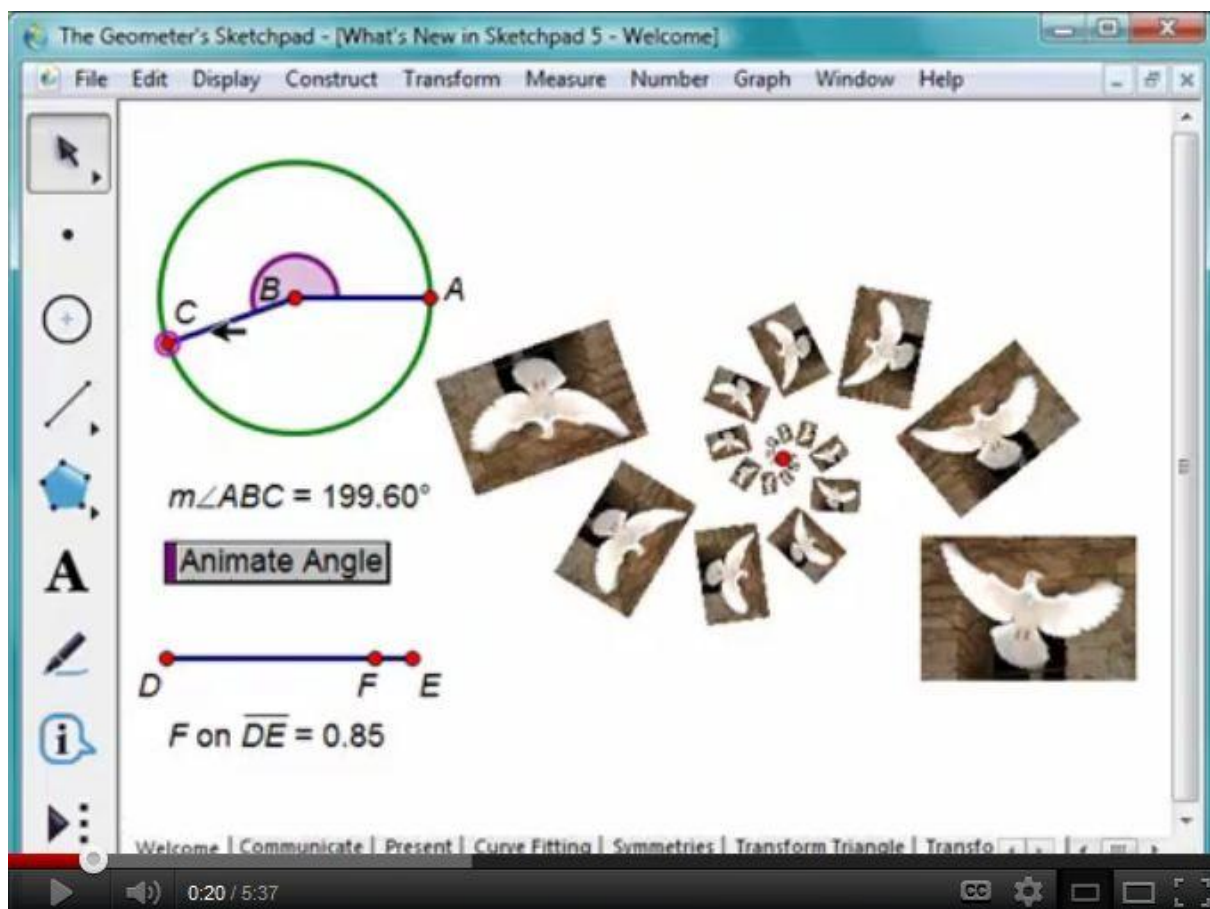 The Geometer's Sketchpad - [What's New in Sketchpad 5 - Welcome]
File Edit Display Construct Transform Measure Number Graph Window Help
C
B
A
m∠ABC = 199.60°
Animate Angle
D F E
F on D̅E̅ = 0.85
A
i
Welcome Communicate Present Curve Fitting Symmetries Transform Triangle Transfo
0:20 / 5:37
CC